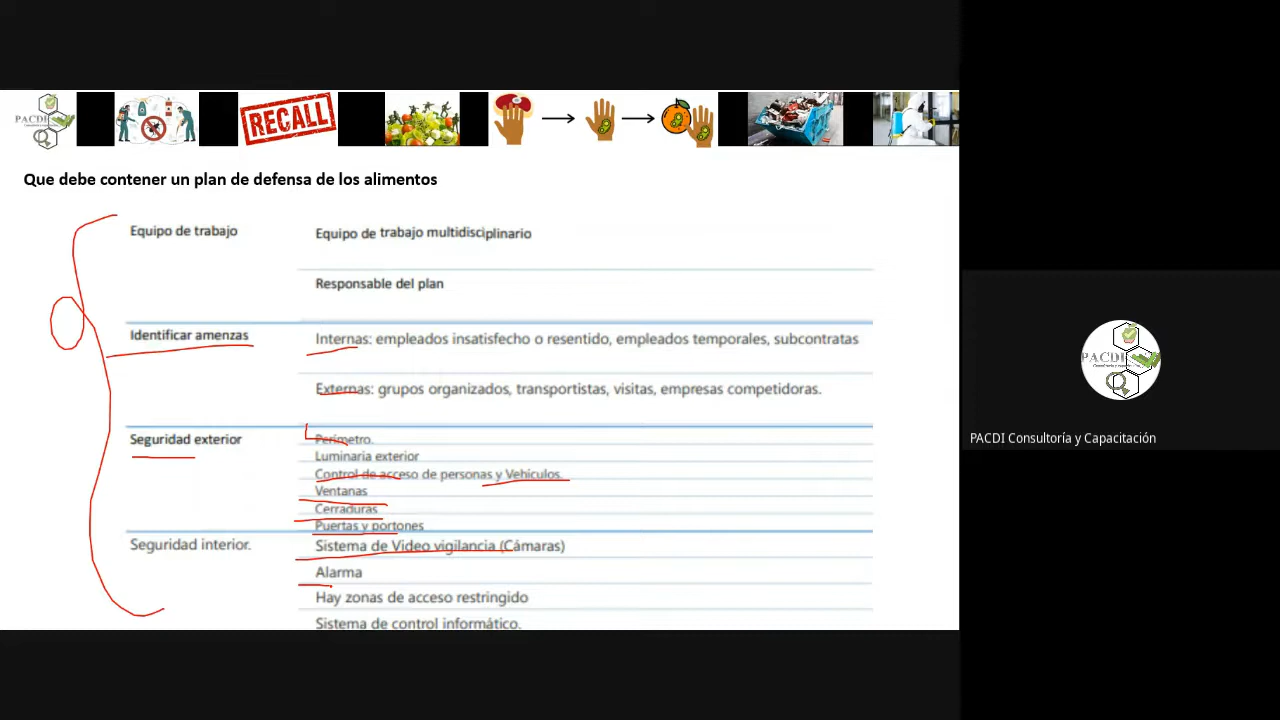 PACDI
RECALL
Que debe contener un plan de defensa de los alimentos
Equipo de trabajo
Equipo de trabajo multidisciplinario
Responsable del plan
Identificar amenzas
Internas: empleados insatisfecho o resentido, empleados temporales, subcontratas
Externas: grupos organizados, transportistas, visitas, empresas competidoras.
Seguridad exterior
Perímetro.
Luminaria exterior
Control de acceso de personas y Vehículos.
Ventanas
Cerraduras
Puertas y portones
Seguridad interior.
Sistema de Video vigilancia (Cámaras)
Alarma
Hay zonas de acceso restringido
Sistema de control informático.
PACDI
PACDI Consultoría y Capacitación